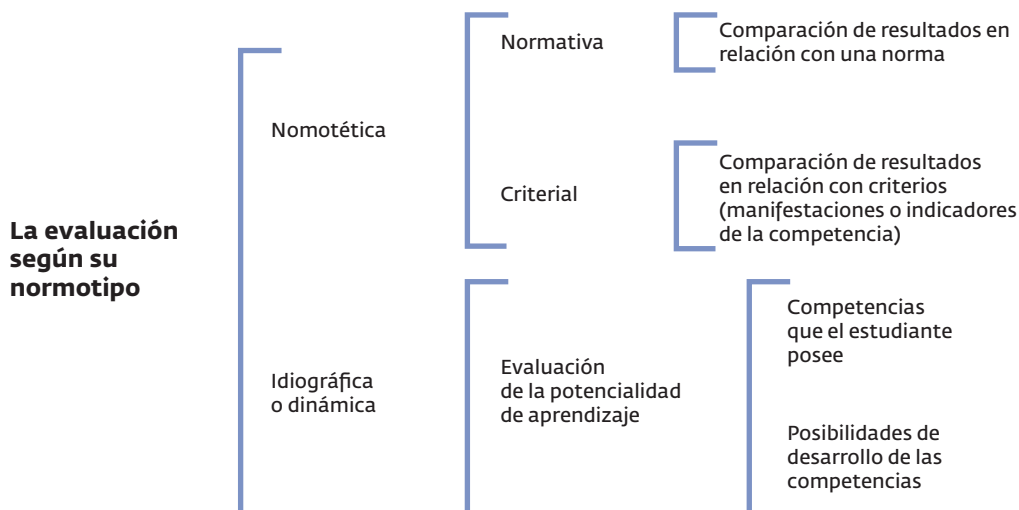 La evaluación
según su
normotipo
Nomotética
Normativa
Comparación de resultados en
relación con una norma
Criterial
Comparación de resultados
en relación con criterios
(manifestaciones o indicadores
de la competencia)
Idiográfica
o dinámica
Evaluación
de la potencialidad
de aprendizaje
Competencias
que el estudiante
posee
Posibilidades de
desarrollo de las
competencias